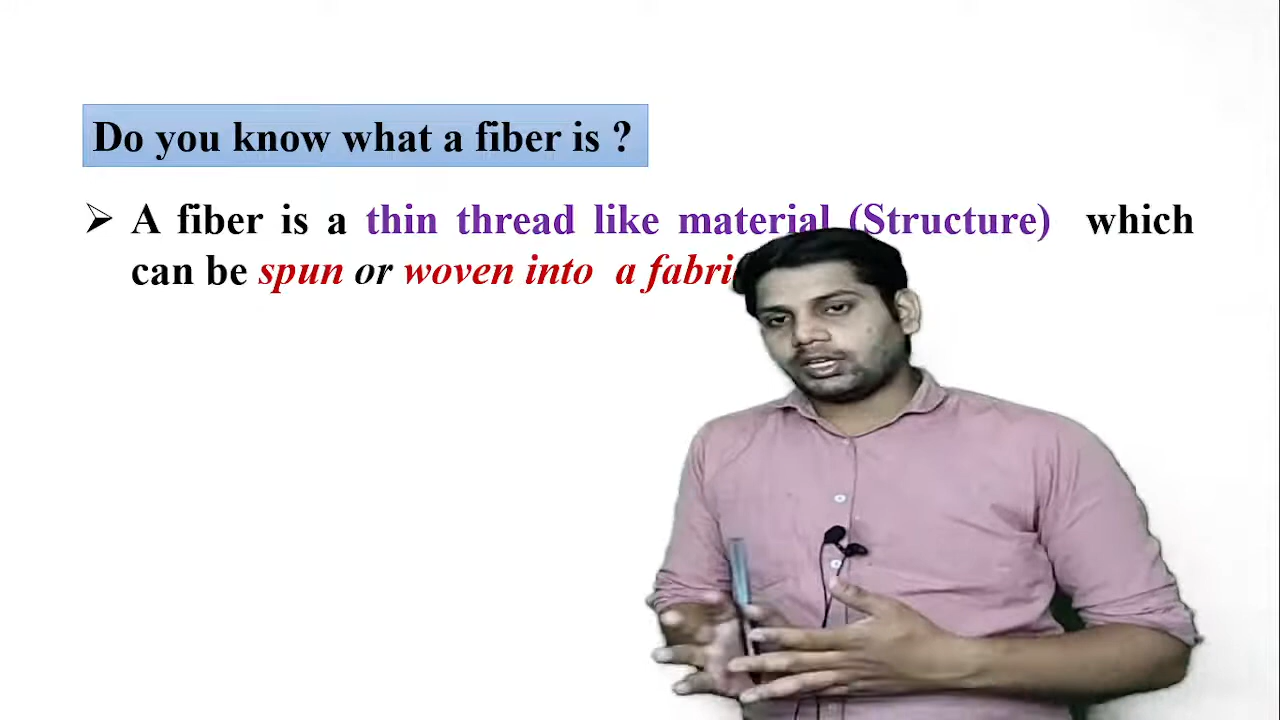 Do you know what a fiber is ?
➢ A fiber is a thin thread like material (Structure) which
can be spun or woven into a